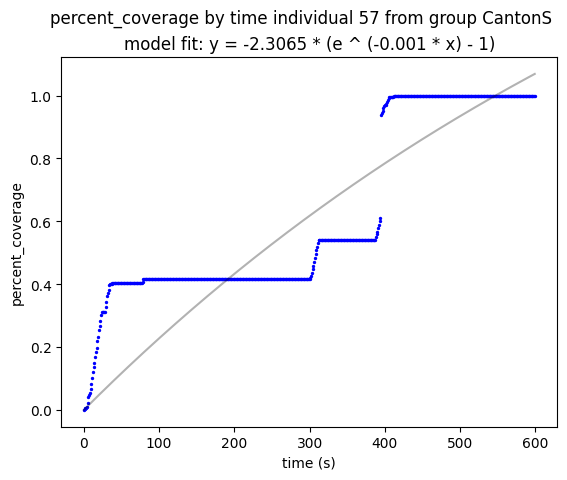 percent_coverage by time individual 57 from group CantonS
model fit: y = -2.3065 * (e ^ (-0.001 * x) - 1)
1.0
0.8
0.6
0.4
0.2
0.0
percent_coverage
0 100 200 300 400 500 600
time (s)